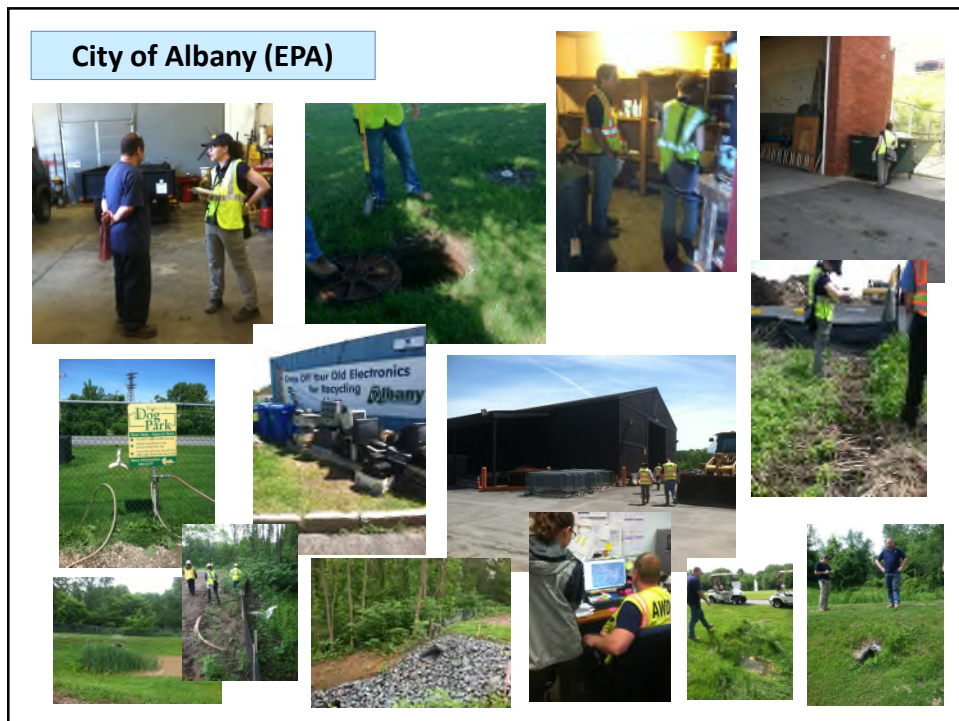 City of Albany (EPA)
Drop Off Your Old Electronics
for Recycling
Albany
Dog
Park
AWD